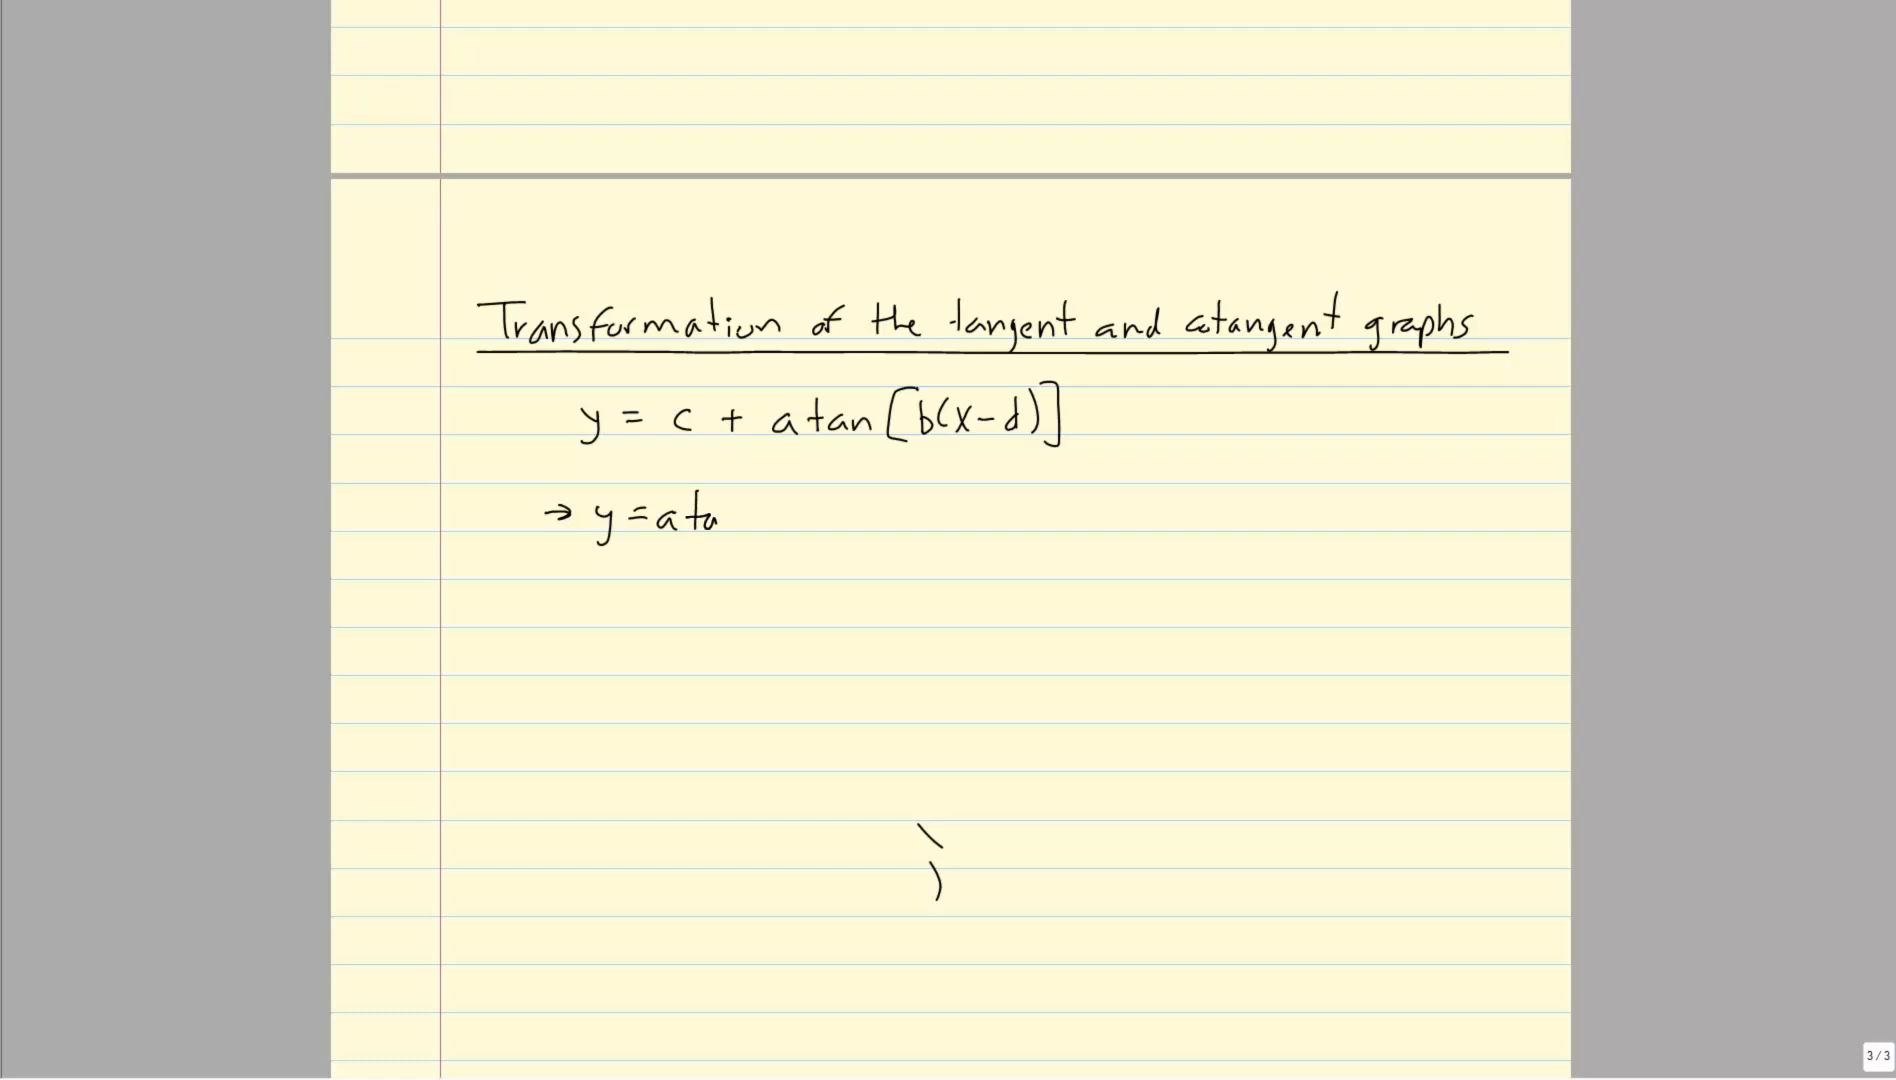 Transformation of the tangent and cotangent graphs
y = c + a tan [b(x-d)]
→ y = a ta
3 / 3